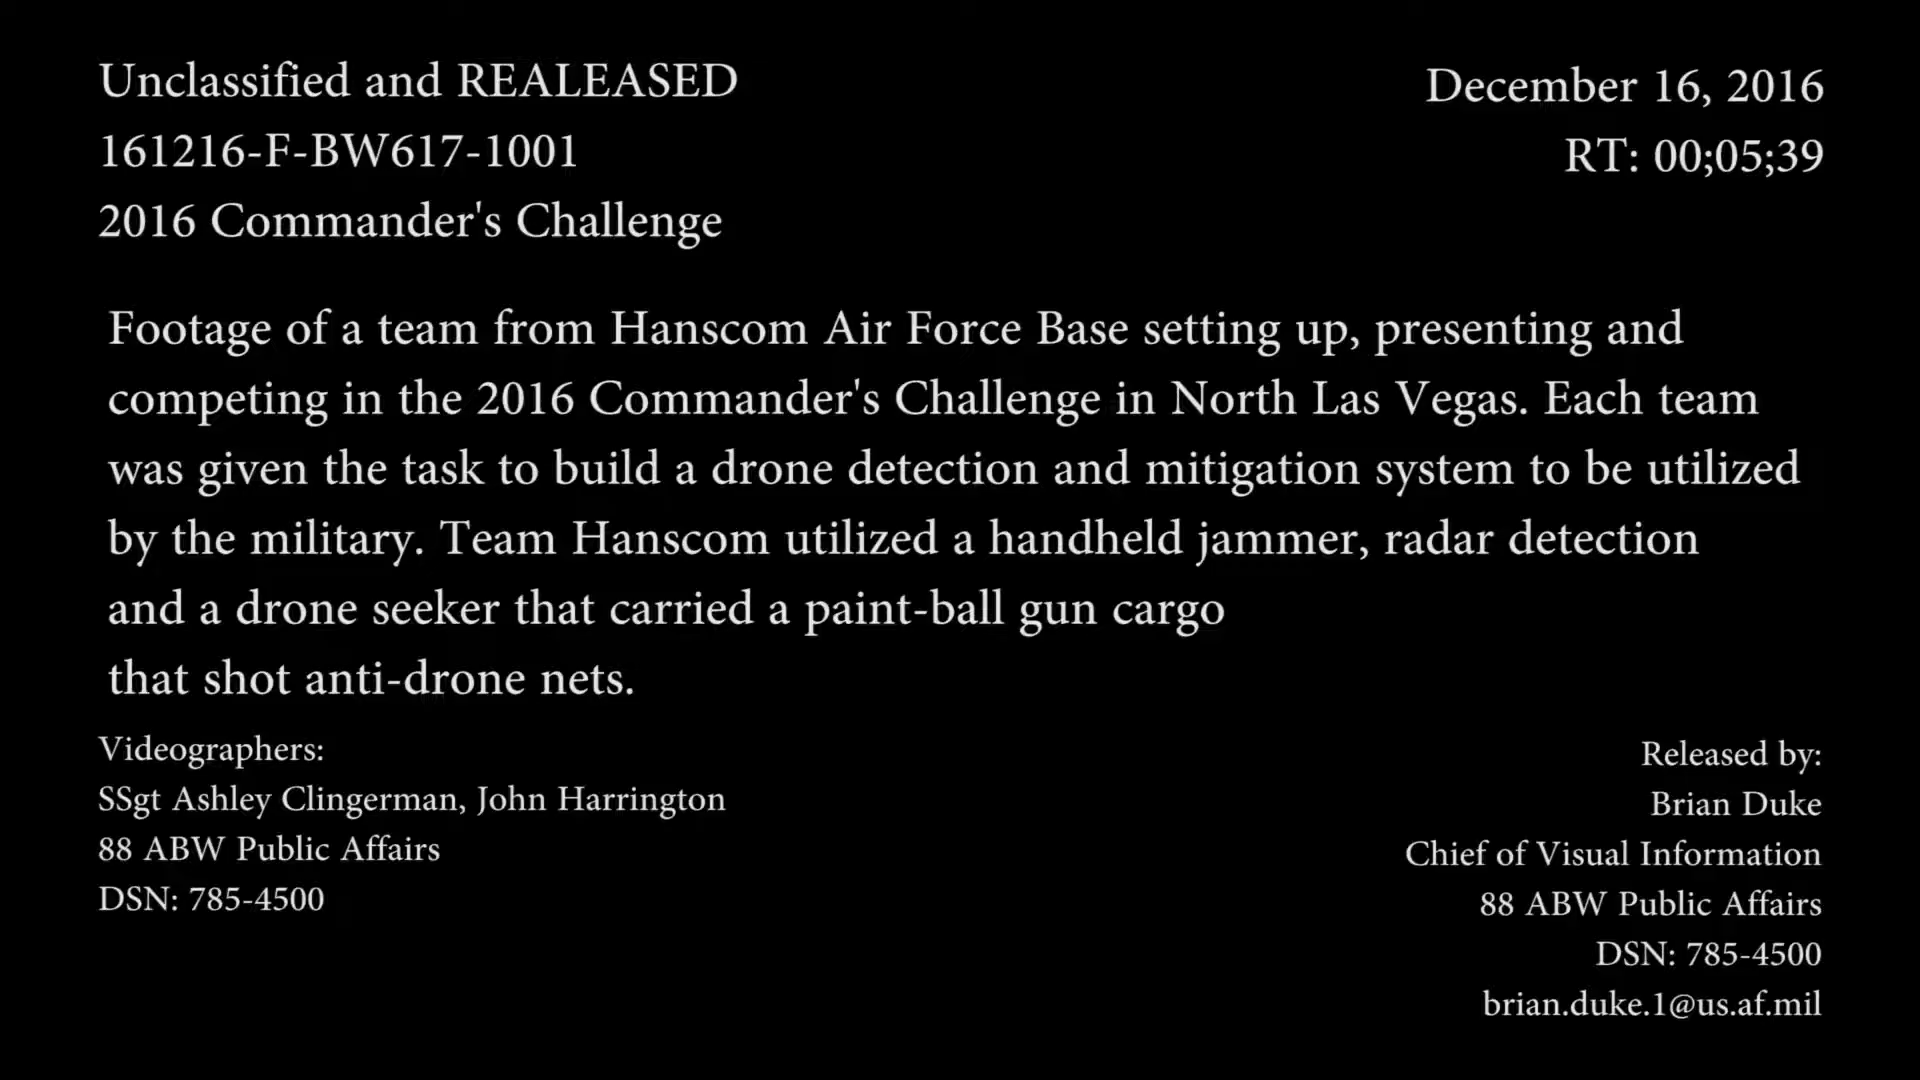 Unclassified and REALEASED
161216-F-BW617-1001
2016 Commander's Challenge
December 16, 2016
RT: 00;05;39
Footage of a team from Hanscom Air Force Base setting up, presenting and
competing in the 2016 Commander's Challenge in North Las Vegas. Each team
was given the task to build a drone detection and mitigation system to be utilized
by the military. Team Hanscom utilized a handheld jammer, radar detection
and a drone seeker that carried a paint-ball gun cargo
that shot anti-drone nets.
Videographers:
SSgt Ashley Clingerman, John Harrington
88 ABW Public Affairs
DSN: 785-4500
Released by:
Brian Duke
Chief of Visual Information
88 ABW Public Affairs
DSN: 785-4500
brian.duke.1@us.af.mil